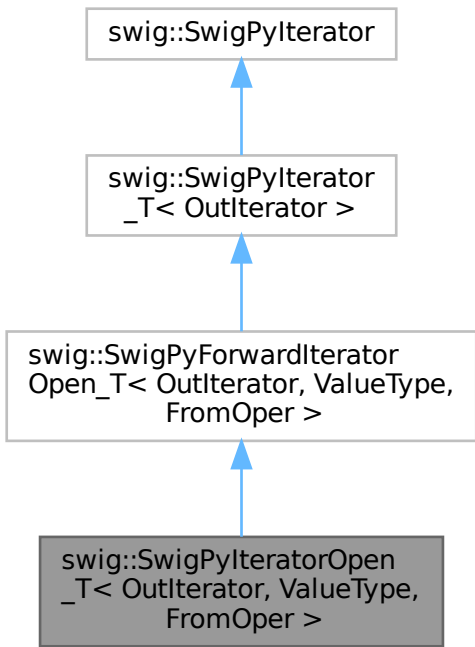 swig::SwigPyIterator
swig::SwigPyIterator
_T< OutIterator >
swig::SwigPyForwardIterator
Open_T< OutIterator, ValueType,
FromOper >
swig::SwigPyIteratorOpen
_T< OutIterator, ValueType,
FromOper >